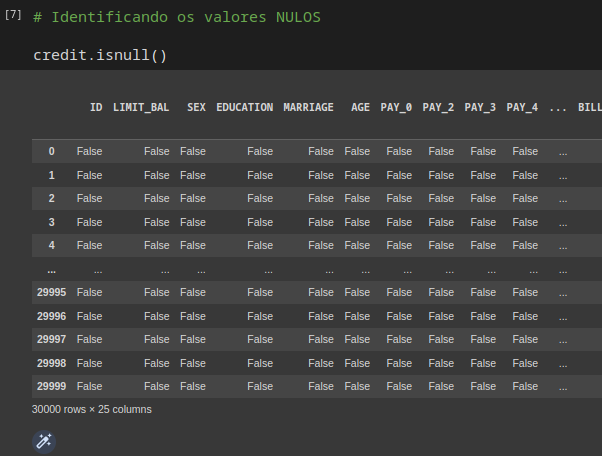 [7] # Identificando os valores NULOS
credit.isnull()
ID LIMIT_BAL SEX EDUCATION MARRIAGE AGE PAY_0 PAY_2 PAY_3 PAY_4 ... BILL
0 False False False False False False False False False False ...
1 False False False False False False False False False False ...
2 False False False False False False False False False False ...
3 False False False False False False False False False False ...
4 False False False False False False False False False False ...
... ... ... ... ... ... ... ... ... ... ... ...
29995 False False False False False False False False False False ...
29996 False False False False False False False False False False ...
29997 False False False False False False False False False False ...
29998 False False False False False False False False False False ...
29999 False False False False False False False False False False ...
30000 rows × 25 columns